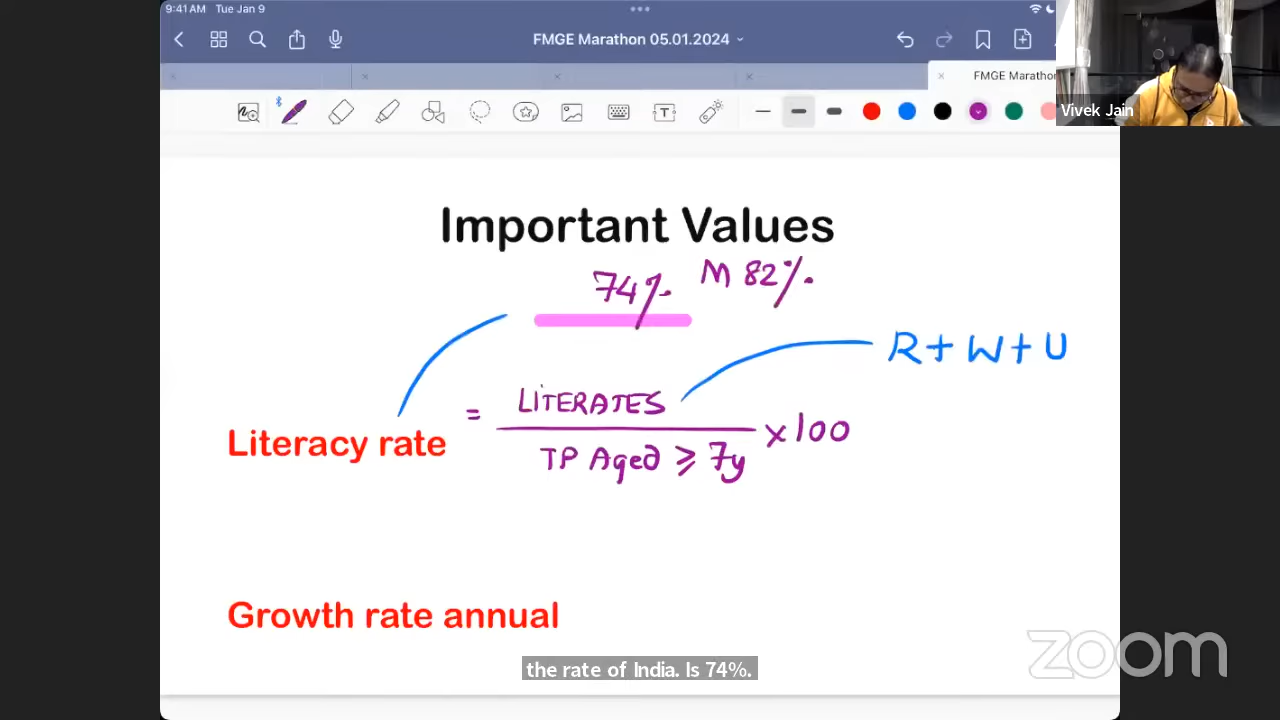 9:41 AM Tue Jan 9
FMGE Marathon 05.01.2024
FMGE Marathon
T
Vivek Jain
Important Values
74% M 82%
R + W + U
LITERATES
= × 100
Literacy rate
TP Aged ≥ 7y
Growth rate annual
zoom
the rate of India. Is 74%.